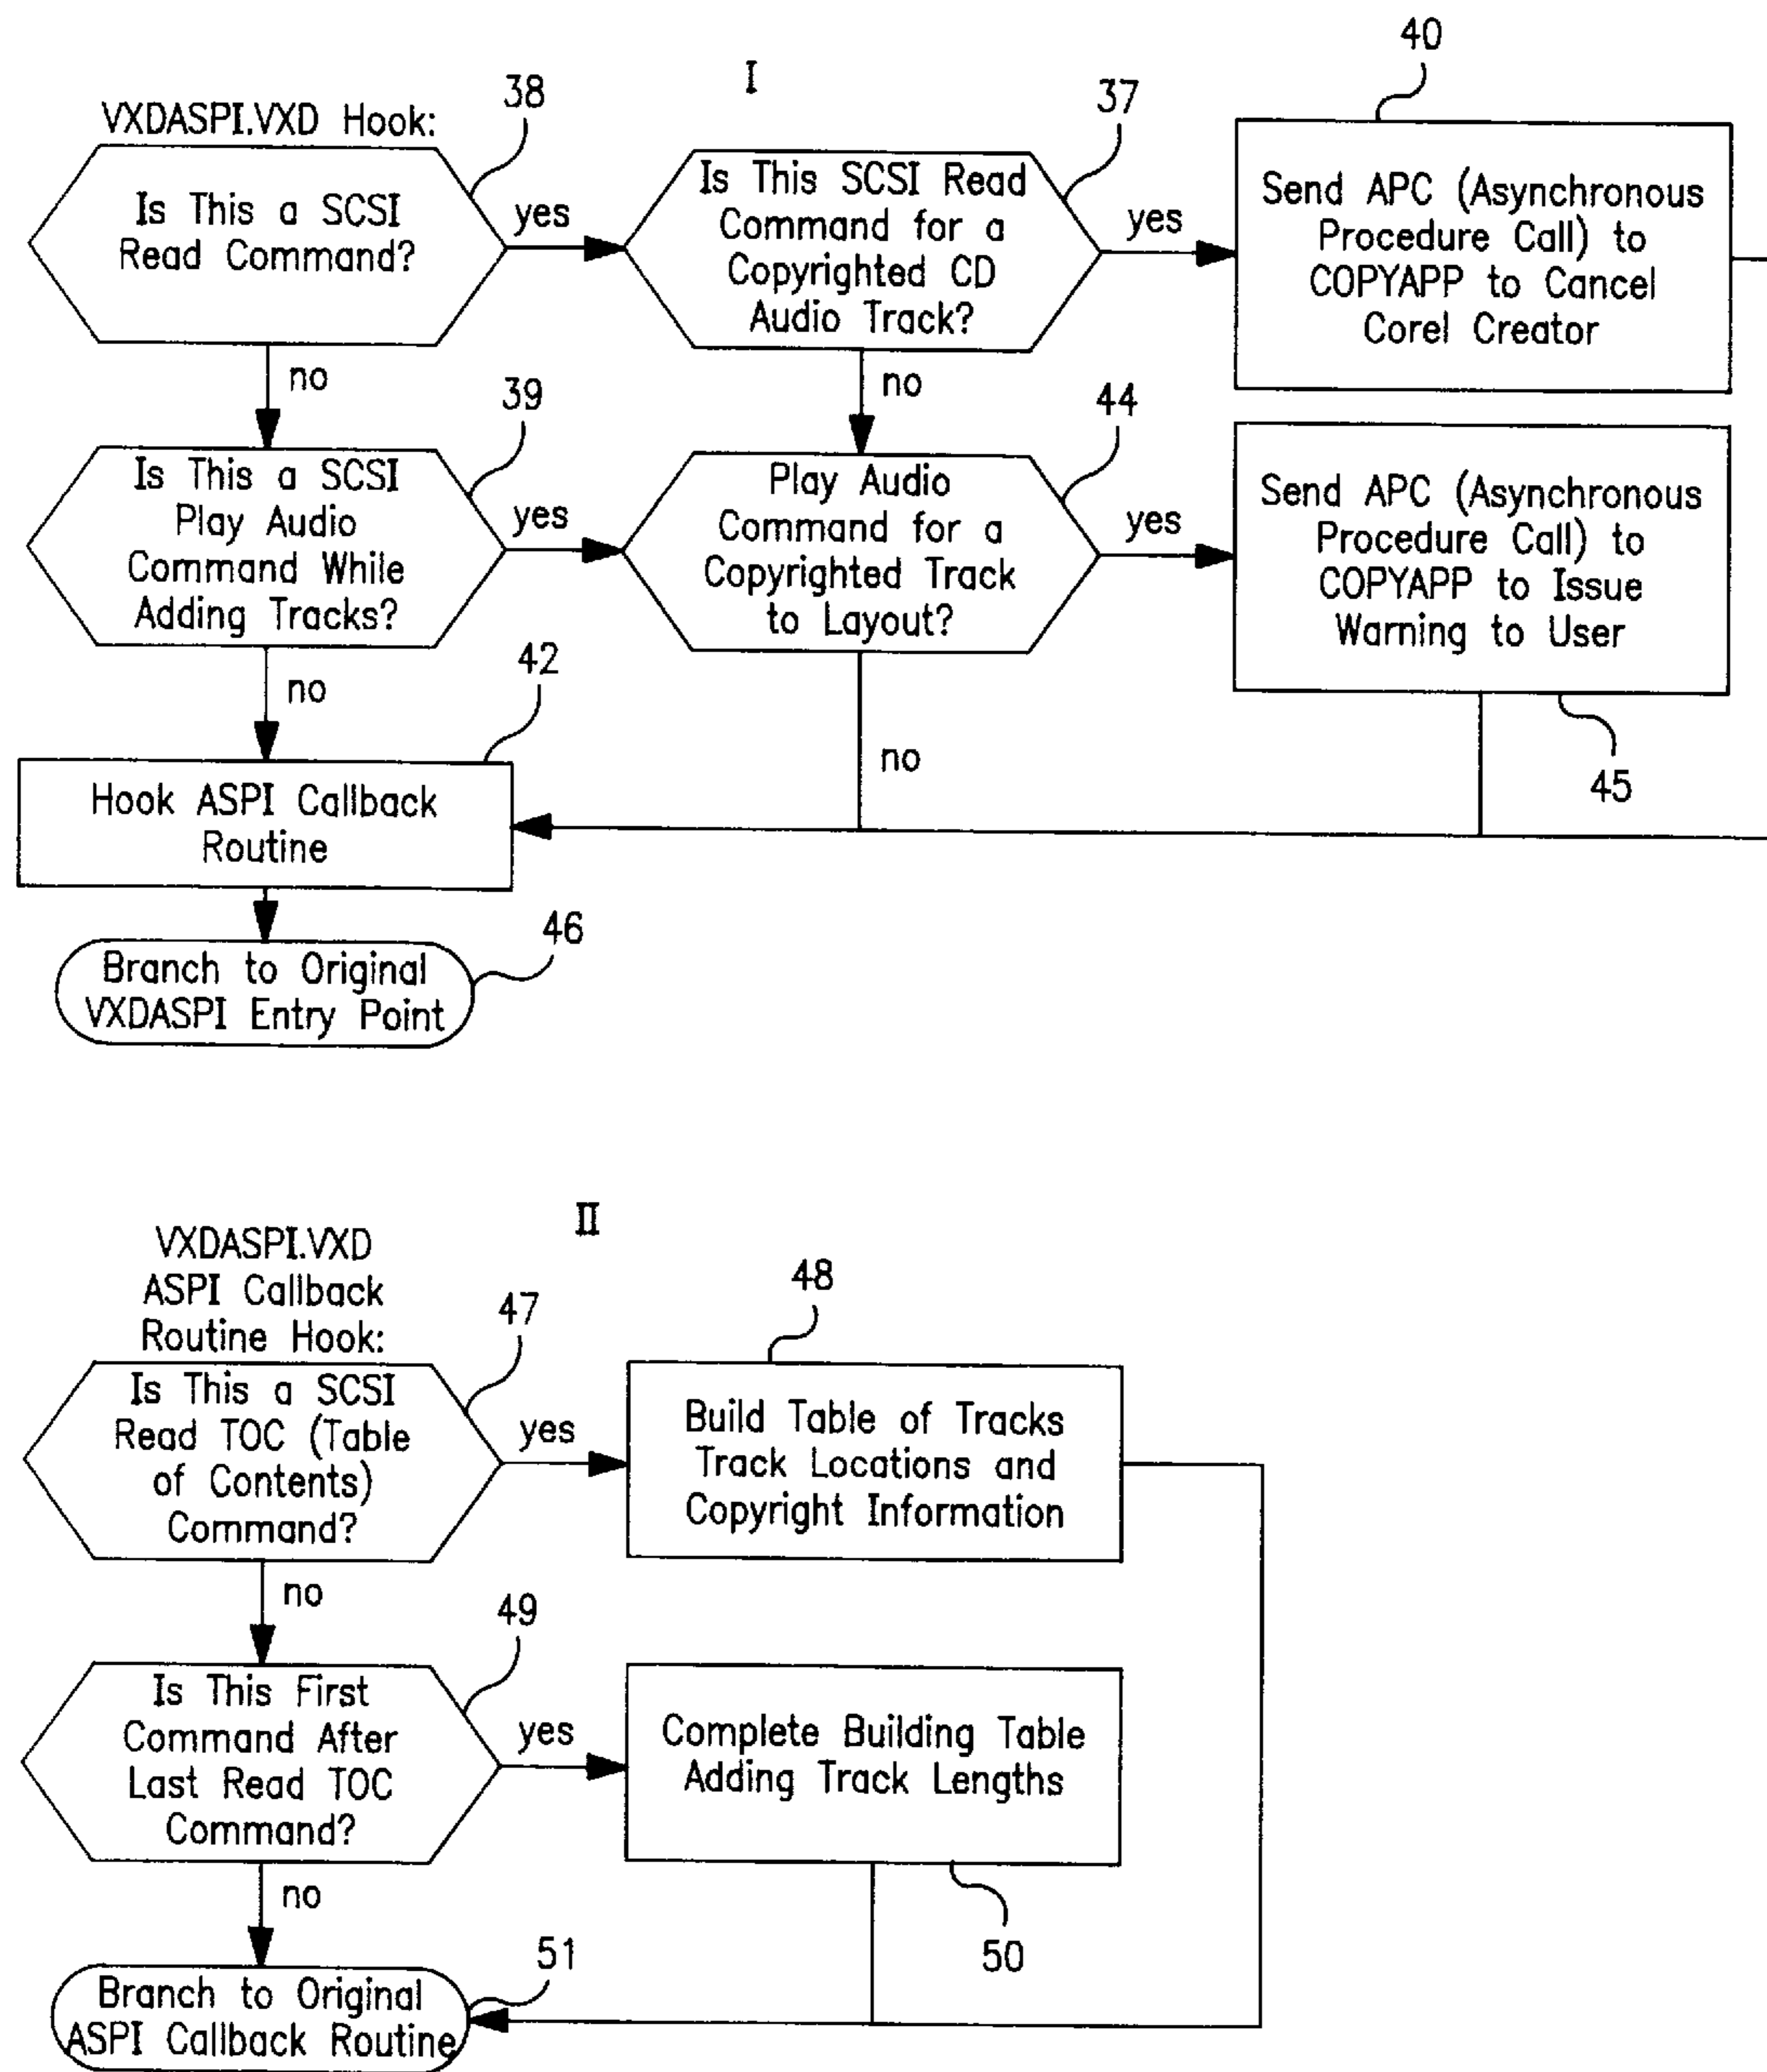 I
VXDASPI.VXD Hook:
38
Is This a SCSI
Read Command?
yes
37
Is This SCSI Read
Command for a
Copyrighted CD
Audio Track?
yes
40
Send APC (Asynchronous
Procedure Call) to
COPYAPP to Cancel
Corel Creator
no
no
39
Is This a SCSI
Play Audio
Command While
Adding Tracks?
yes
44
Play Audio
Command for a
Copyrighted Track
to Layout?
yes
Send APC (Asynchronous
Procedure Call) to
COPYAPP to Issue
Warning to User
45
no
no
42
Hook ASPI Callback
Routine
46
Branch to Original
VXDASPI Entry Point
II
VXDASPI.VXD
ASPI Callback
Routine Hook:
47
Is This a SCSI
Read TOC (Table
of Contents)
Command?
yes
48
Build Table of Tracks
Track Locations and
Copyright Information
no
49
Is This First
Command After
Last Read TOC
Command?
yes
Complete Building Table
Adding Track Lengths
50
no
51
Branch to Original
ASPI Callback Routine